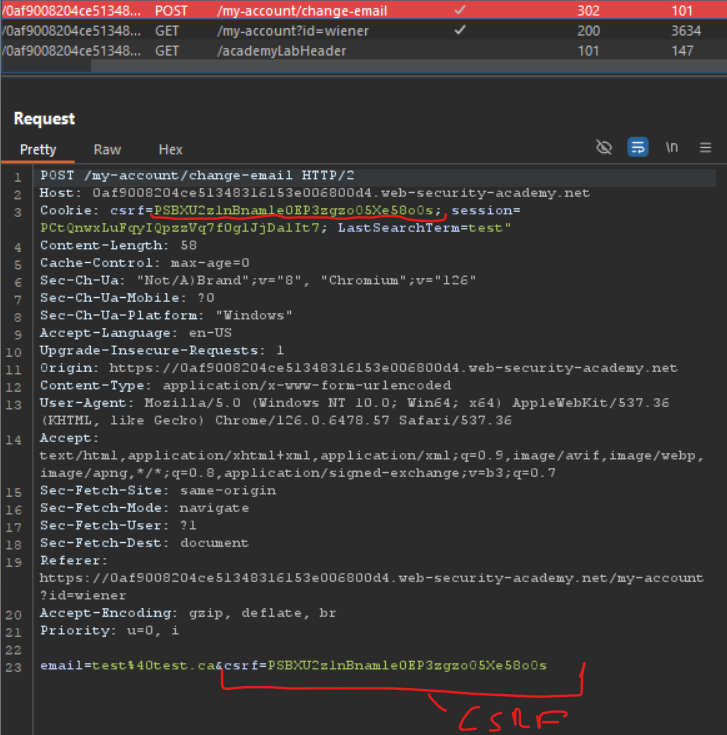 /0af9008204ce51348... POST /my-account/change-email 302 101
/0af9008204ce51348... GET /my-account?id=wiener 200 3634
/0af9008204ce51348... GET /academyLabHeader 101 147
Request
Pretty Raw Hex \n
1 POST /my-account/change-email HTTP/2
2 Host: 0af9008204ce51348316153e006800d4.web-security-academy.net
3 Cookie: csrf=PSBXU2z1nBnamle0EP3zgzo05Xe58o0s; session=
PCtQnwxLuFqyIQpzzVq7f0glJjDalIt7; LastSearchTerm=test"
4 Content-Length: 58
5 Cache-Control: max-age=0
6 Sec-Ch-Ua: "Not/A)Brand";v="8", "Chromium";v="126"
7 Sec-Ch-Ua-Mobile: ?0
8 Sec-Ch-Ua-Platform: "Windows"
9 Accept-Language: en-US
10 Upgrade-Insecure-Requests: 1
11 Origin: https://0af9008204ce51348316153e006800d4.web-security-academy.net
12 Content-Type: application/x-www-form-urlencoded
13 User-Agent: Mozilla/5.0 (Windows NT 10.0; Win64; x64) AppleWebKit/537.36
(KHTML, like Gecko) Chrome/126.0.6478.57 Safari/537.36
14 Accept:
text/html,application/xhtml+xml,application/xml;q=0.9,image/avif,image/webp,
image/apng,*/*;q=0.8,application/signed-exchange;v=b3;q=0.7
15 Sec-Fetch-Site: same-origin
16 Sec-Fetch-Mode: navigate
17 Sec-Fetch-User: ?1
18 Sec-Fetch-Dest: document
19 Referer:
https://0af9008204ce51348316153e006800d4.web-security-academy.net/my-account
?id=wiener
20 Accept-Encoding: gzip, deflate, br
21 Priority: u=0, i
22
23 email=test%40test.ca&csrf=PSBXU2z1nBnamle0EP3zgzo05Xe58o0s
CSRF